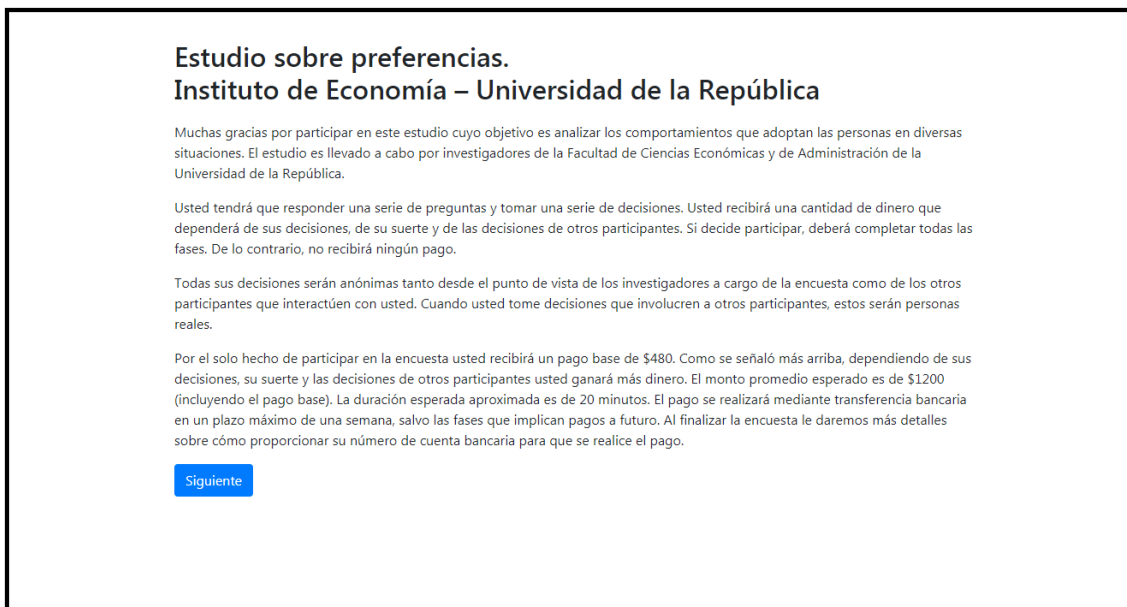 Estudio sobre preferencias.
Instituto de Economía – Universidad de la República
Muchas gracias por participar en este estudio cuyo objetivo es analizar los comportamientos que adoptan las personas en diversas
situaciones. El estudio es llevado a cabo por investigadores de la Facultad de Ciencias Económicas y de Administración de la
Universidad de la República.
Usted tendrá que responder una serie de preguntas y tomar una serie de decisiones. Usted recibirá una cantidad de dinero que
dependerá de sus decisiones, de su suerte y de las decisiones de otros participantes. Si decide participar, deberá completar todas las
fases. De lo contrario, no recibirá ningún pago.
Todas sus decisiones serán anónimas tanto desde el punto de vista de los investigadores a cargo de la encuesta como de los otros
participantes que interactúen con usted. Cuando usted tome decisiones que involucren a otros participantes, estos serán personas
reales.
Por el solo hecho de participar en la encuesta usted recibirá un pago base de $480. Como se señaló más arriba, dependiendo de sus
decisiones, su suerte y las decisiones de otros participantes usted ganará más dinero. El monto promedio esperado es de $1200
(incluyendo el pago base). La duración esperada aproximada es de 20 minutos. El pago se realizará mediante transferencia bancaria
en un plazo máximo de una semana, salvo las fases que implican pagos a futuro. Al finalizar la encuesta le daremos más detalles
sobre cómo proporcionar su número de cuenta bancaria para que se realice el pago.
Siguiente